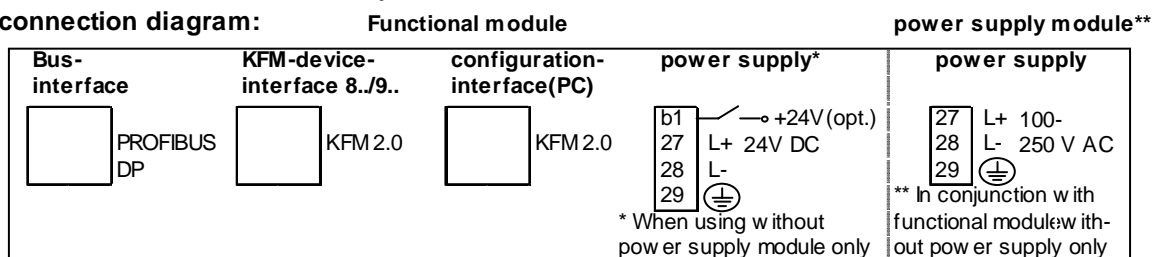 connection diagram:
Functional module
power supply module**
Bus-
interface
PROFIBUS
DP
KFM-device-
interface 8../9..
KFM 2.0
configuration-
interface(PC)
KFM 2.0
power supply*
b1 +24V (opt.)
27 L+ 24V DC
28 L-
29
* When using without
power supply module only
power supply
27 L+ 100-
28 L- 250 V AC
29
** In conjunction with
functional module with-
out power supply only